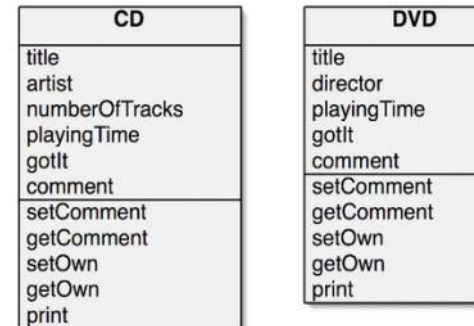 CD
title
artist
numberOfTracks
playingTime
gotIt
comment
setComment
getComment
setOwn
getOwn
print
DVD
title
director
playingTime
gotIt
comment
setComment
getComment
setOwn
getOwn
print